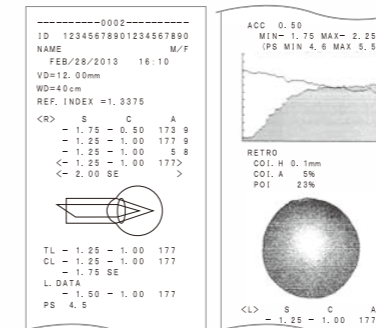 -----------0002-----------
ID 12345678901234567890
NAME M/F
FEB/28/2013 16:10
VD=12.00mm
WD=40cm
REF.INDEX =1.3375
<R> S C A
- 1.75 - 0.50 173 9
- 1.25 - 1.00 177 9
- 1.25 - 1.00 5 8
<- 1.25 - 1.00 177>
<- 2.00 SE >
TL - 1.25 - 1.00 177
CL - 1.25 - 1.00 177
- 1.75 SE
L.DATA
- 1.50 - 1.00 177
PS 4.5
ACC 0.50
MIN- 1.75 MAX- 2.25
(PS MIN 4.6 MAX 5.5
RETRO
COI.H 0.1mm
COI.A 5%
POI 23%
<L> S C A
- 1.25 - 1.00 177